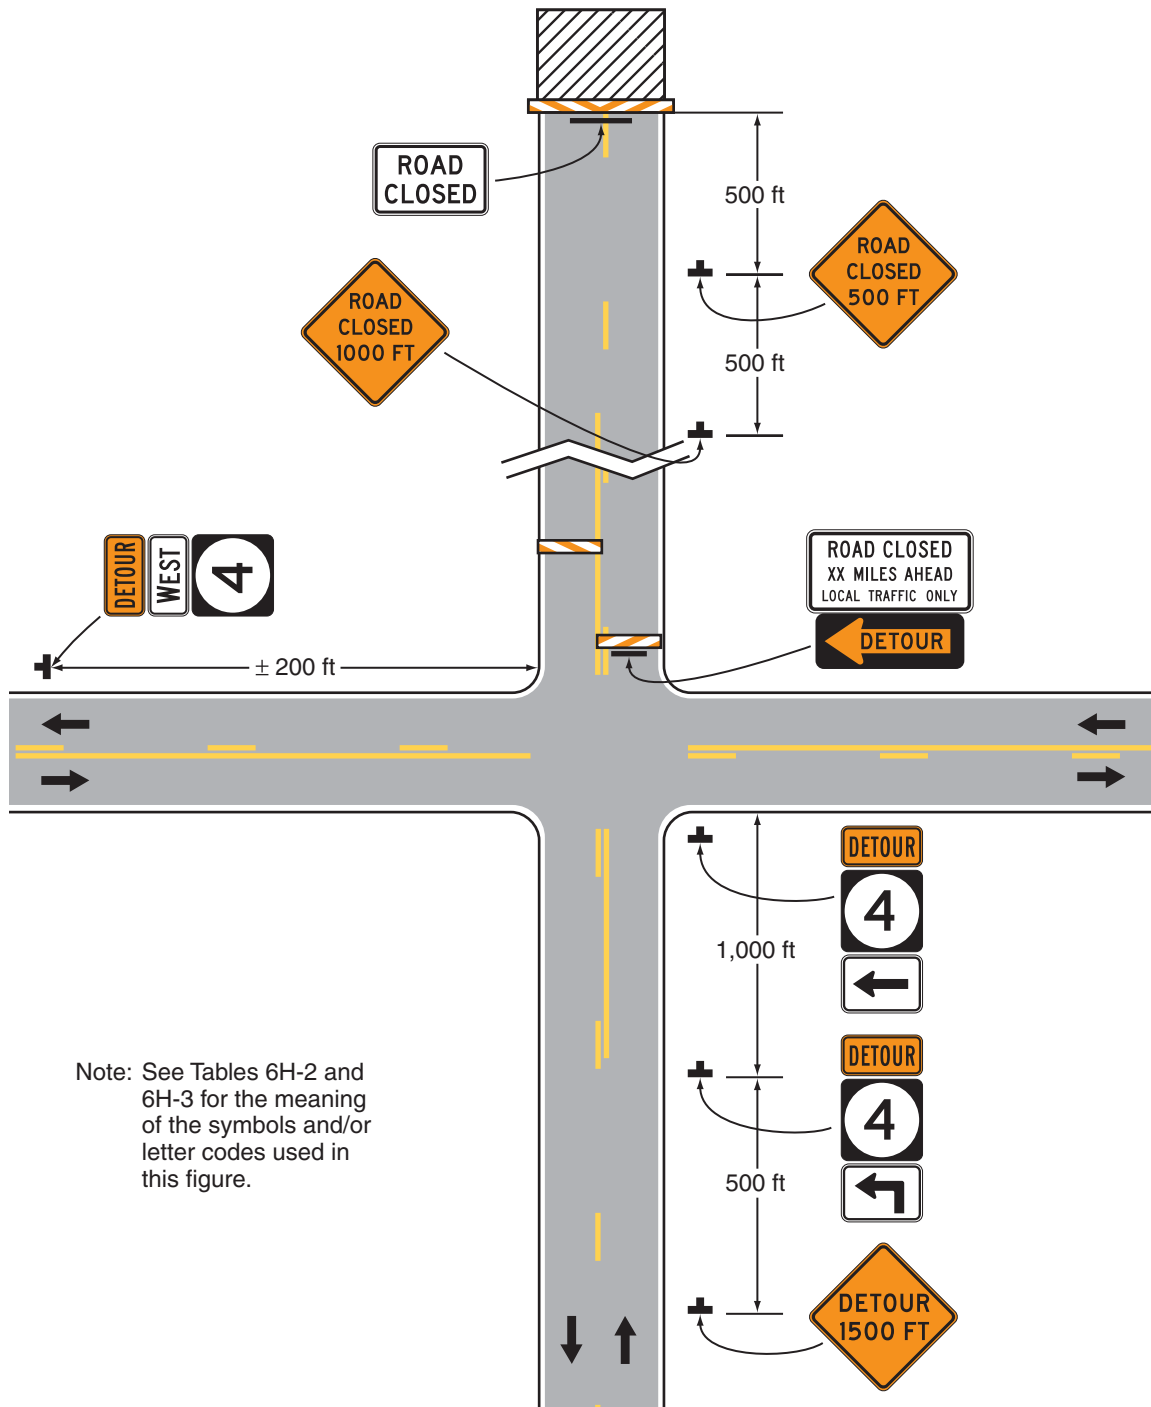 ROAD
CLOSED
500 ft
ROAD
CLOSED
500 FT
ROAD
CLOSED
1000 FT
500 ft
DETOUR
WEST
4
ROAD CLOSED
XX MILES AHEAD
LOCAL TRAFFIC ONLY
DETOUR
± 200 ft
DETOUR
4
1,000 ft
DETOUR
4
Note: See Tables 6H-2 and
6H-3 for the meaning
of the symbols and/or
letter codes used in
this figure.
500 ft
DETOUR
1500 FT